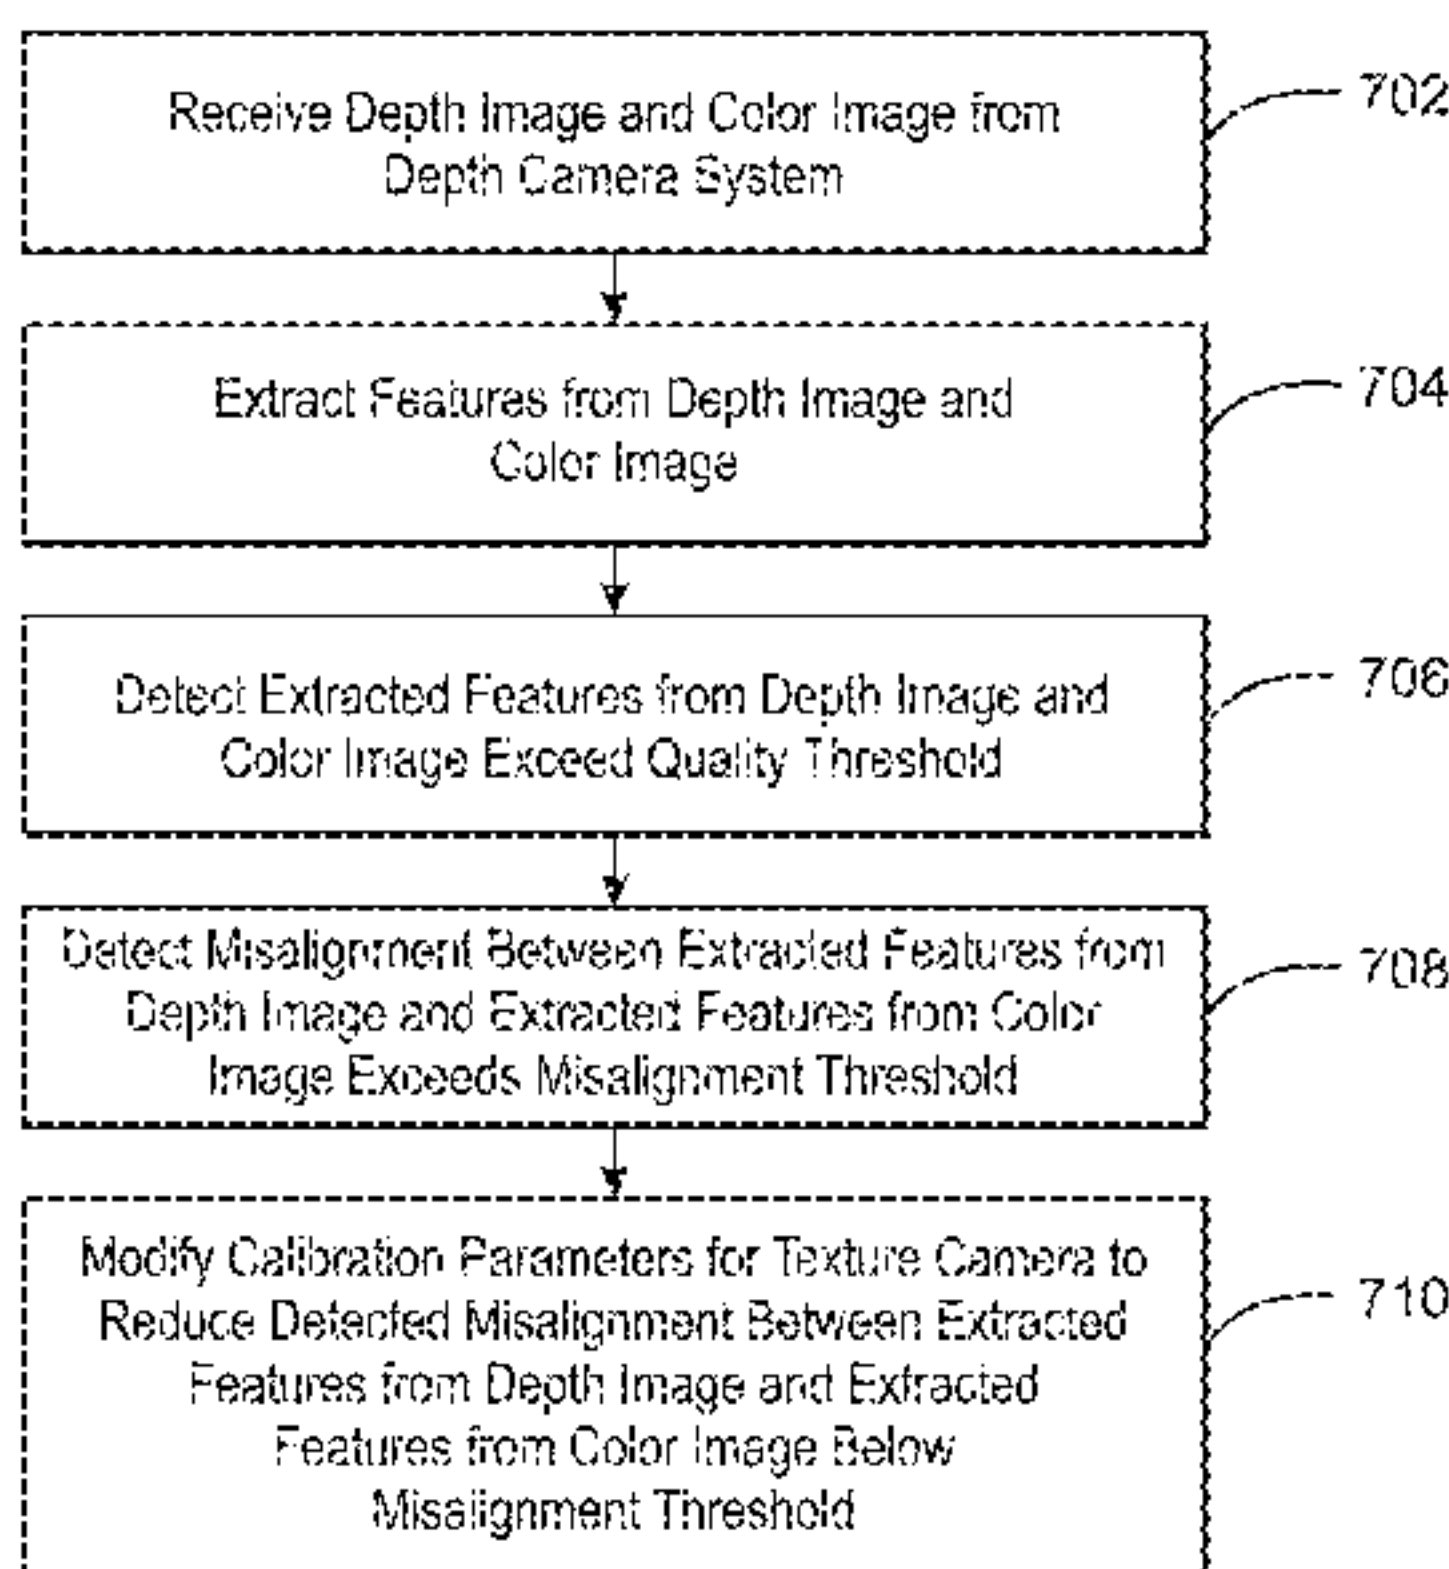 Receive Depth Image and Color Image from
Depth Camera System
702
Extract Features from Depth Image and
Color Image
704
Detect Extracted Features from Depth Image and
Color Image Exceed Quality Threshold
706
Detect Misalignment Between Extracted Features from
Depth Image and Extracted Features from Color
Image Exceeds Misalignment Threshold
708
Modify Calibration Parameters for Texture Camera to
Reduce Detected Misalignment Between Extracted
Features from Depth Image and Extracted
Features from Color Image Below
Misalignment Threshold
710